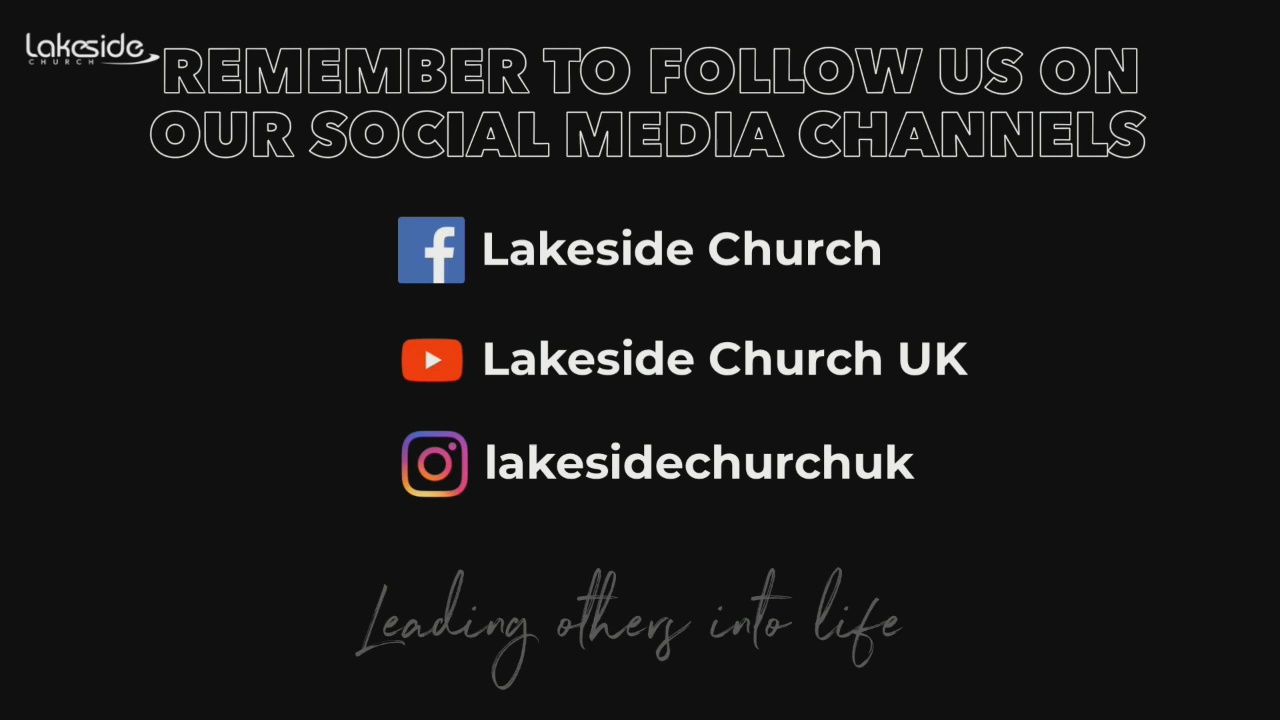 Lakeside
CHURCH
REMEMBER TO FOLLOW US ON
OUR SOCIAL MEDIA CHANNELS
Lakeside Church
Lakeside Church UK
lakesidechurchuk
Leading others into life